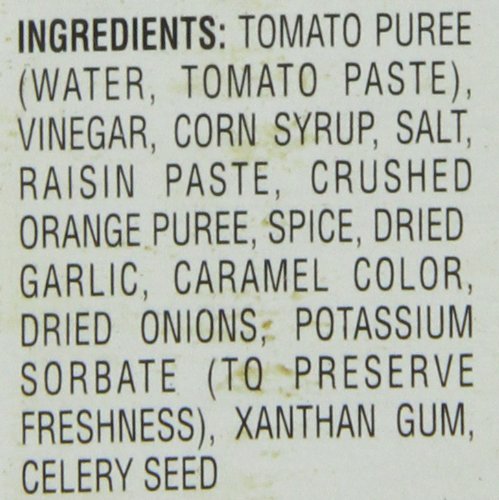 INGREDIENTS: TOMATO PUREE
(WATER, TOMATO PASTE),
VINEGAR, CORN SYRUP, SALT,
RAISIN PASTE, CRUSHED
ORANGE PUREE, SPICE, DRIED
GARLIC, CARAMEL COLOR,
DRIED ONIONS, POTASSIUM
SORBATE (TO PRESERVE
FRESHNESS), XANTHAN GUM,
CELERY SEED